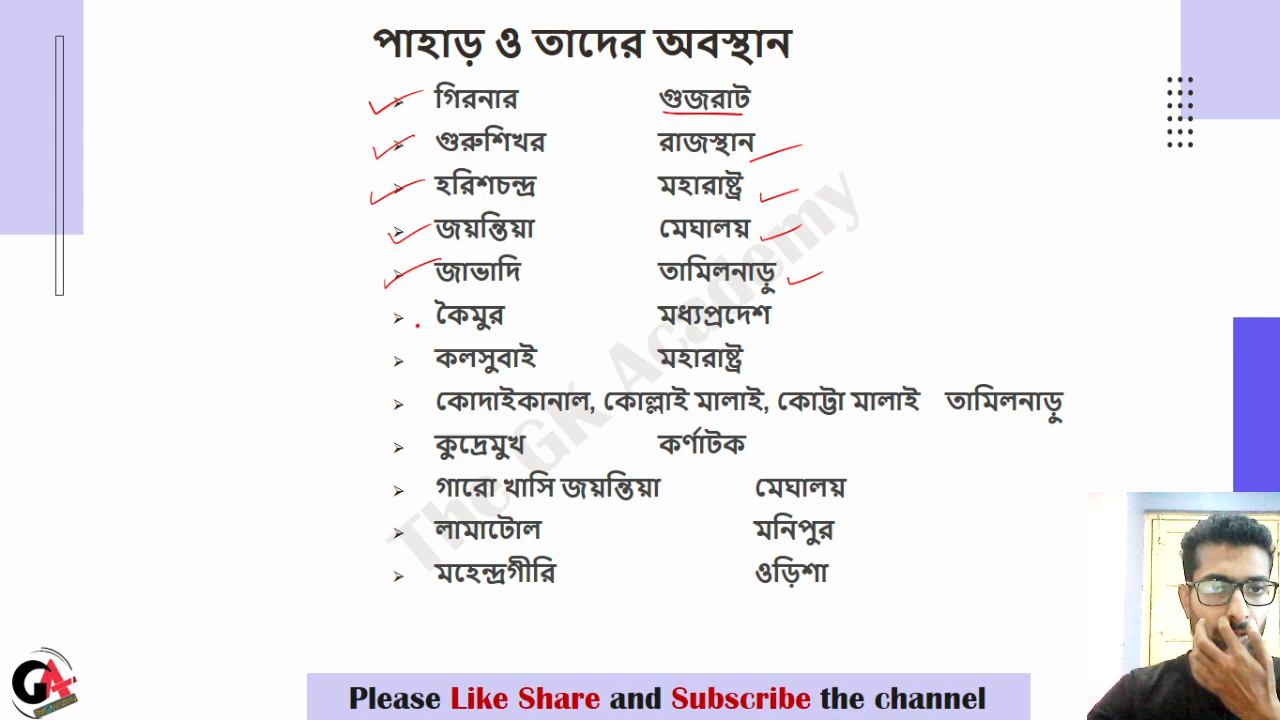 পাহাড় ও তাদের অবস্থান
গিরনার গুজরাট
গুরুশিখর রাজস্থান
হরিশচন্দ্র মহারাষ্ট্র
জয়ন্তিয়া মেঘালয়
জাভাদি তামিলনাড়ু
কৈমুর মধ্যপ্রদেশ
কলসুবাই মহারাষ্ট্র
কোদাইকানাল, কোল্লাই মালাই, কোট্টা মালাই তামিলনাড়ু
কুদ্রেমুখ কর্ণাটক
গারো খাসি জয়ন্তিয়া মেঘালয়
লামাটোল মনিপুর
মহেন্দ্রগীরি ওড়িশা
The GK Academy
GA
Please Like Share and Subscribe the channel